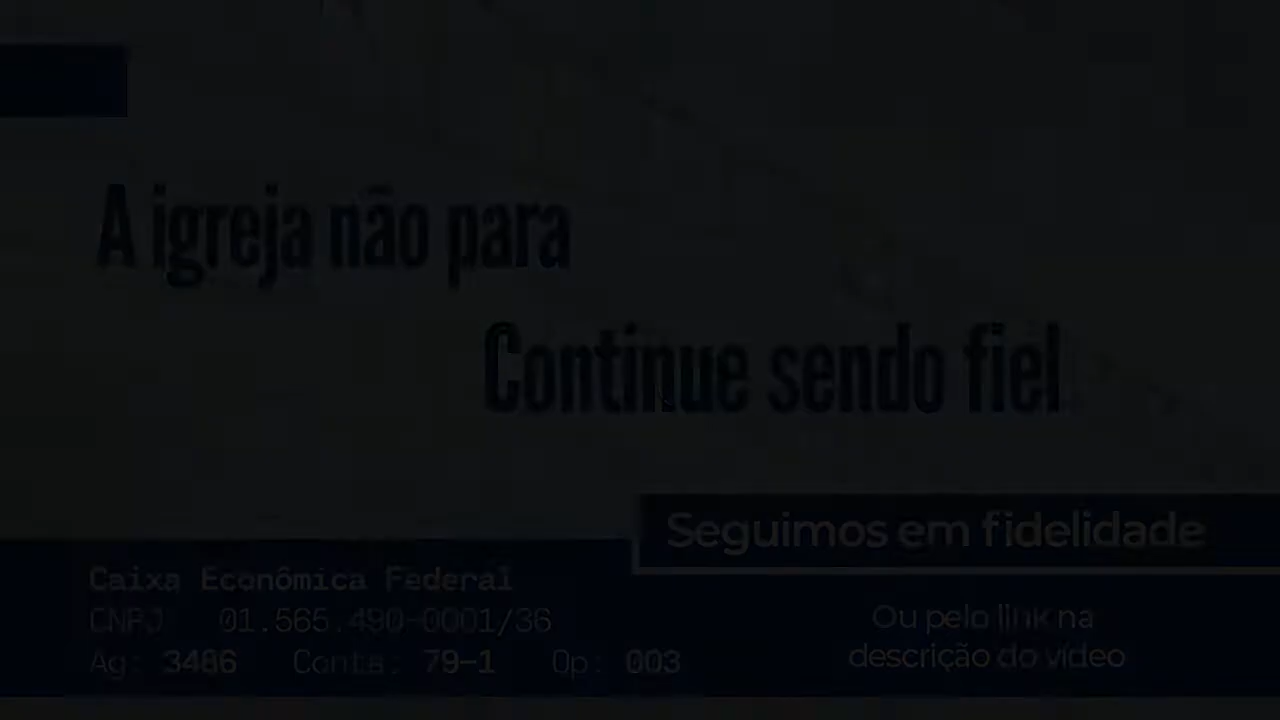 A igreja não para
Continue sendo fiel
Seguimos em fidelidade
Caixa Econômica Federal
CNPJ 01.565.490-0001/36
Ag: 3486 Conta: 79-1 Op: 003
Ou pelo link na
descrição do vídeo